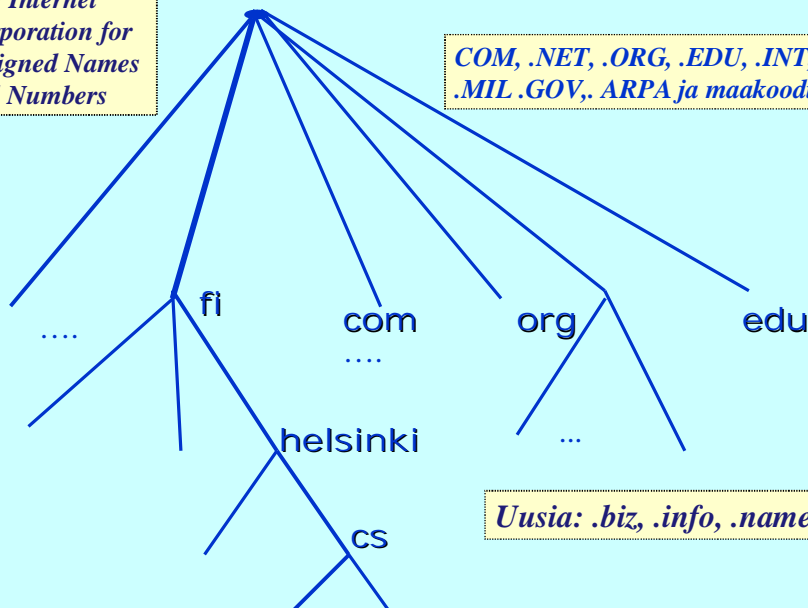 Internet
poration for
igned Names
Numbers
COM, .NET, .ORG, .EDU, .INT,
.MIL .GOV,. ARPA ja maakoodi
fi
....
com
....
org
edu
...
helsinki
Uusia: .biz, .info, .name
cs